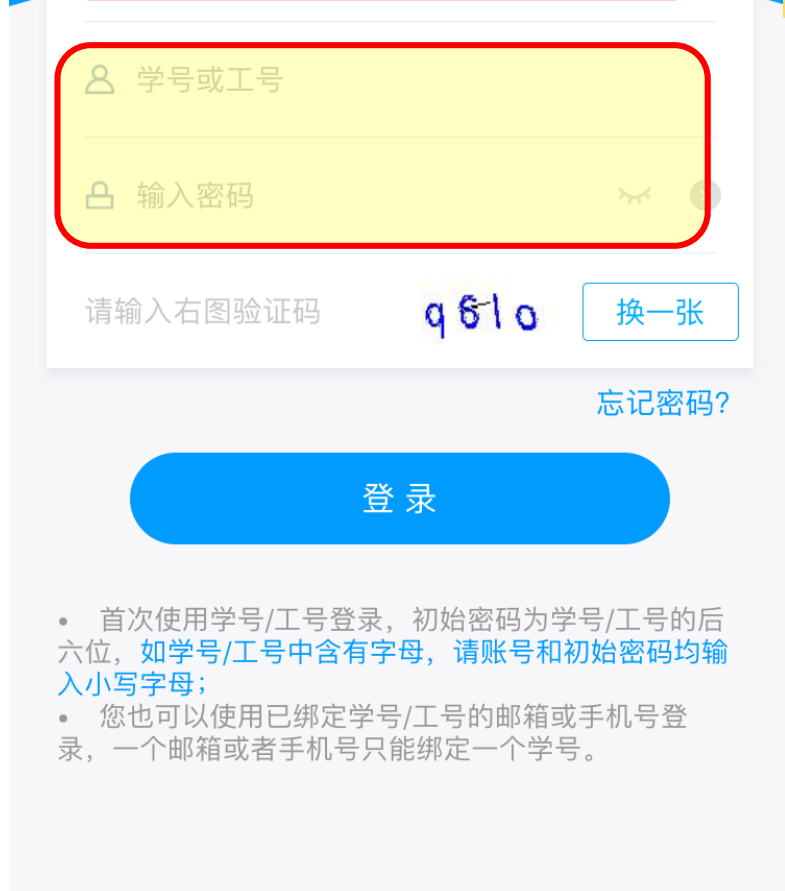 学号或工号
输入密码
请输入右图验证码 q61o 换一张
忘记密码?
登 录
• 首次使用学号/工号登录，初始密码为学号/工号的后
六位，如学号/工号中含有字母，请账号和初始密码均输
入小写字母；
• 您也可以使用已绑定学号/工号的邮箱或手机号登
录，一个邮箱或者手机号只能绑定一个学号。